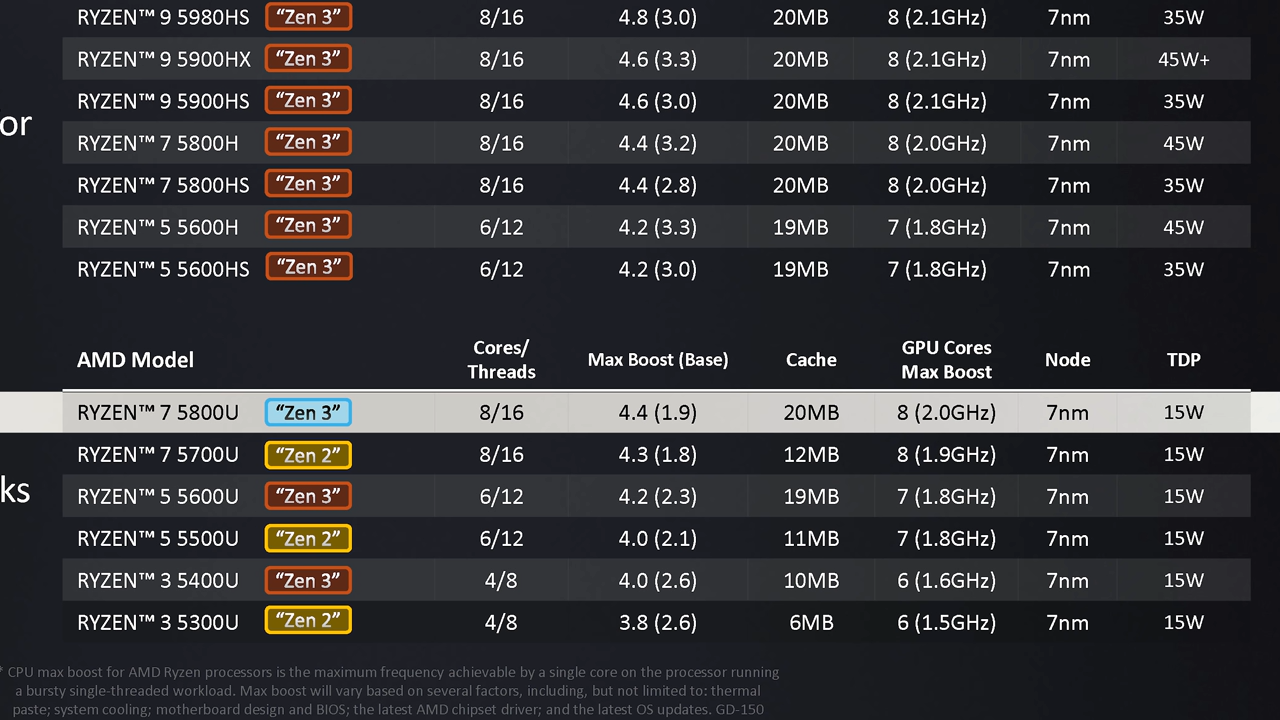 RYZEN™ 9 5980HS “Zen 3” 8/16 4.8 (3.0) 20MB 8 (2.1GHz) 7nm 35W
RYZEN™ 9 5900HX “Zen 3” 8/16 4.6 (3.3) 20MB 8 (2.1GHz) 7nm 45W+
RYZEN™ 9 5900HS “Zen 3” 8/16 4.6 (3.0) 20MB 8 (2.1GHz) 7nm 35W
or
RYZEN™ 7 5800H “Zen 3” 8/16 4.4 (3.2) 20MB 8 (2.0GHz) 7nm 45W
RYZEN™ 7 5800HS “Zen 3” 8/16 4.4 (2.8) 20MB 8 (2.0GHz) 7nm 35W
RYZEN™ 5 5600H “Zen 3” 6/12 4.2 (3.3) 19MB 7 (1.8GHz) 7nm 45W
RYZEN™ 5 5600HS “Zen 3” 6/12 4.2 (3.0) 19MB 7 (1.8GHz) 7nm 35W
AMD Model Cores/ Threads Max Boost (Base) Cache GPU Cores Max Boost Node TDP
RYZEN™ 7 5800U “Zen 3” 8/16 4.4 (1.9) 20MB 8 (2.0GHz) 7nm 15W
RYZEN™ 7 5700U “Zen 2” 8/16 4.3 (1.8) 12MB 8 (1.9GHz) 7nm 15W
ks
RYZEN™ 5 5600U “Zen 3” 6/12 4.2 (2.3) 19MB 7 (1.8GHz) 7nm 15W
RYZEN™ 5 5500U “Zen 2” 6/12 4.0 (2.1) 11MB 7 (1.8GHz) 7nm 15W
RYZEN™ 3 5400U “Zen 3” 4/8 4.0 (2.6) 10MB 6 (1.6GHz) 7nm 15W
RYZEN™ 3 5300U “Zen 2” 4/8 3.8 (2.6) 6MB 6 (1.5GHz) 7nm 15W
* CPU max boost for AMD Ryzen processors is the maximum frequency achievable by a single core on the processor running
a bursty single-threaded workload. Max boost will vary based on several factors, including, but not limited to: thermal
paste; system cooling; motherboard design and BIOS; the latest AMD chipset driver; and the latest OS updates. GD-150